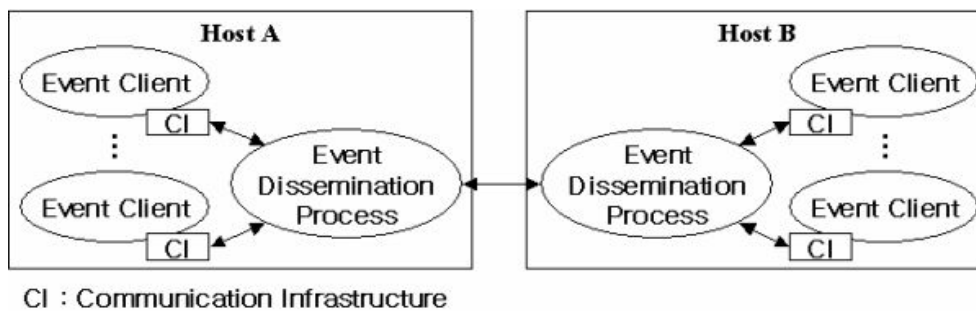 Host A
Event Client
CI
⋮
Event Client
CI
Event
Dissemination
Process
Host B
Event
Dissemination
Process
Event Client
CI
⋮
Event Client
CI
CI : Communication Infrastructure